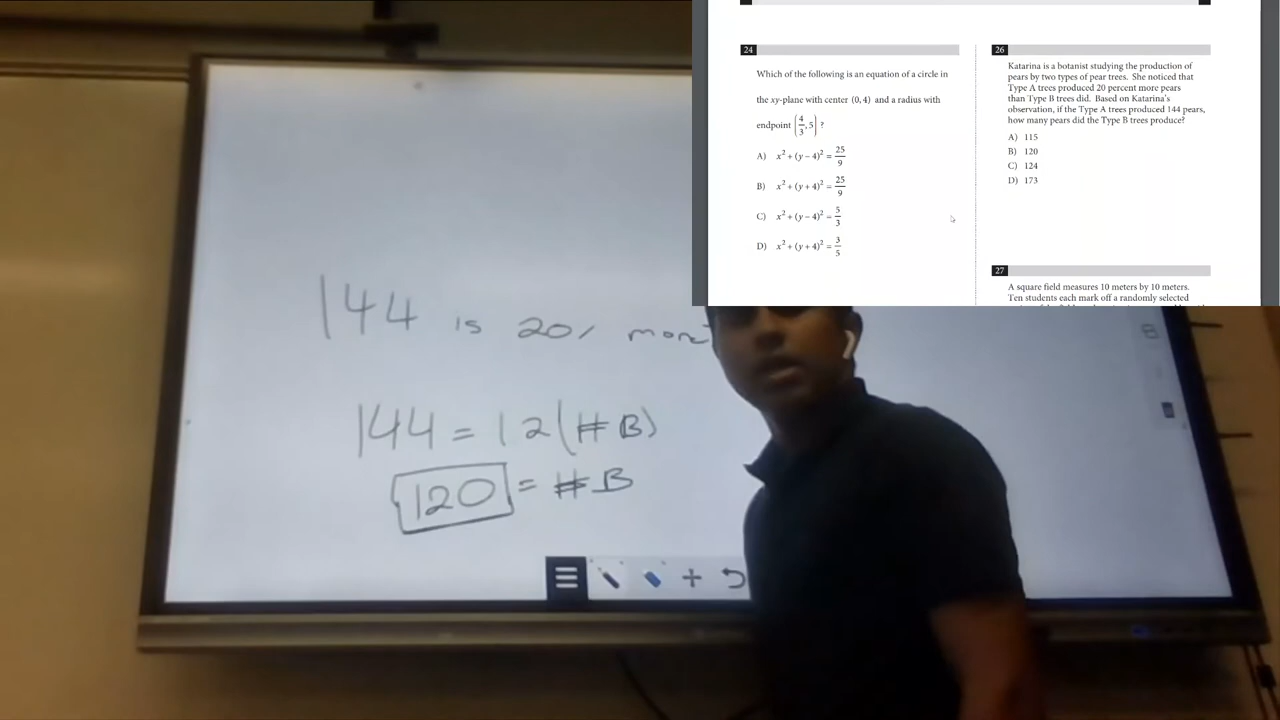 144 is 20% more
144 = 12(#B)
120 = #B
24
Which of the following is an equation of a circle in
the xy-plane with center (0, 4) and a radius with
endpoint (4/3, 5) ?
A) x² + (y − 4)² = 25/9
B) x² + (y + 4)² = 25/9
C) x² + (y − 4)² = 5/3
D) x² + (y + 4)² = 3/5
26
Katarina is a botanist studying the production of
pears by two types of pear trees. She noticed that
Type A trees produced 20 percent more pears
than Type B trees did. Based on Katarina's
observation, if the Type A trees produced 144 pears,
how many pears did the Type B trees produce?
A) 115
B) 120
C) 124
D) 173
27
A square field measures 10 meters by 10 meters.
Ten students each mark off a randomly selected